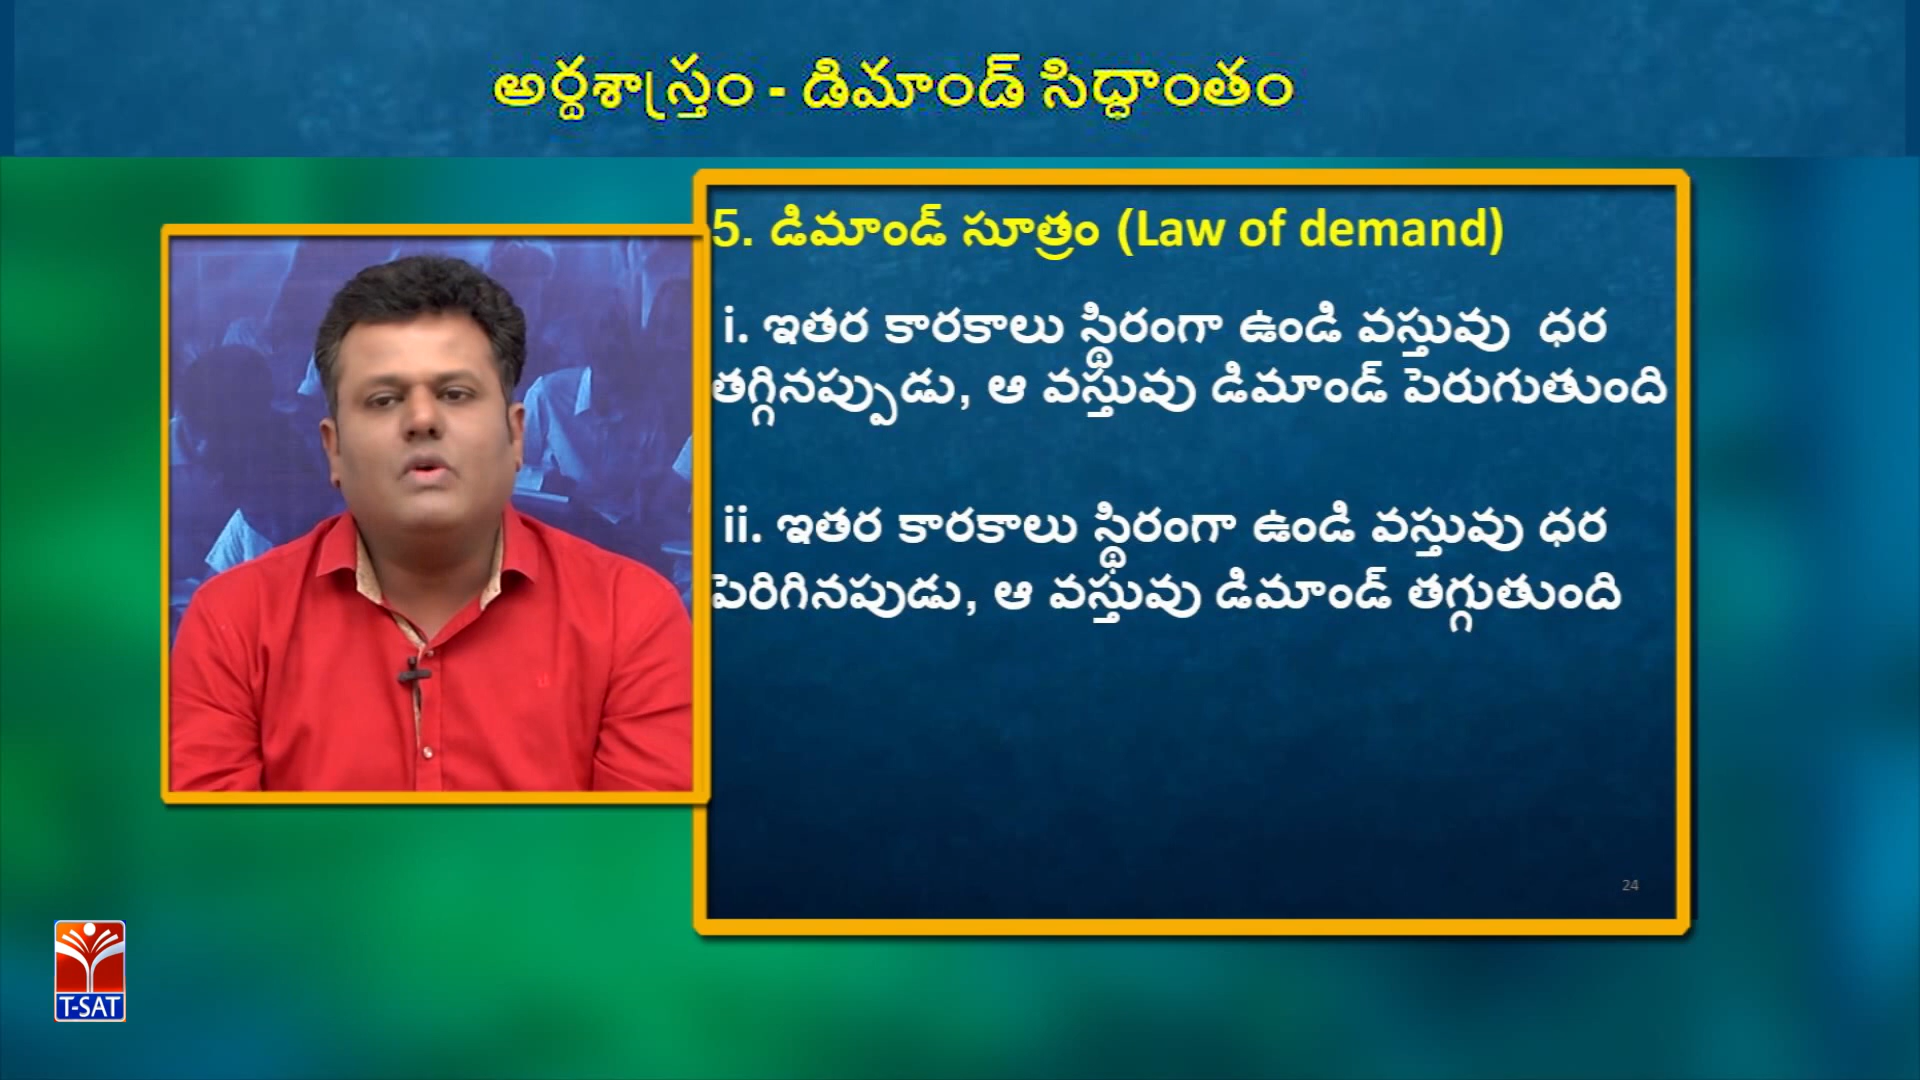 అర్థశాస్త్రం - డిమాండ్ సిద్ధాంతం
5. డిమాండ్ సూత్రం (Law of demand)
i. ఇతర కారకాలు స్థిరంగా ఉండి వస్తువు ధర
తగ్గినప్పుడు, ఆ వస్తువు డిమాండ్ పెరుగుతుంది
ii. ఇతర కారకాలు స్థిరంగా ఉండి వస్తువు ధర
పెరిగినపుడు, ఆ వస్తువు డిమాండ్ తగ్గుతుంది
24
T-SAT